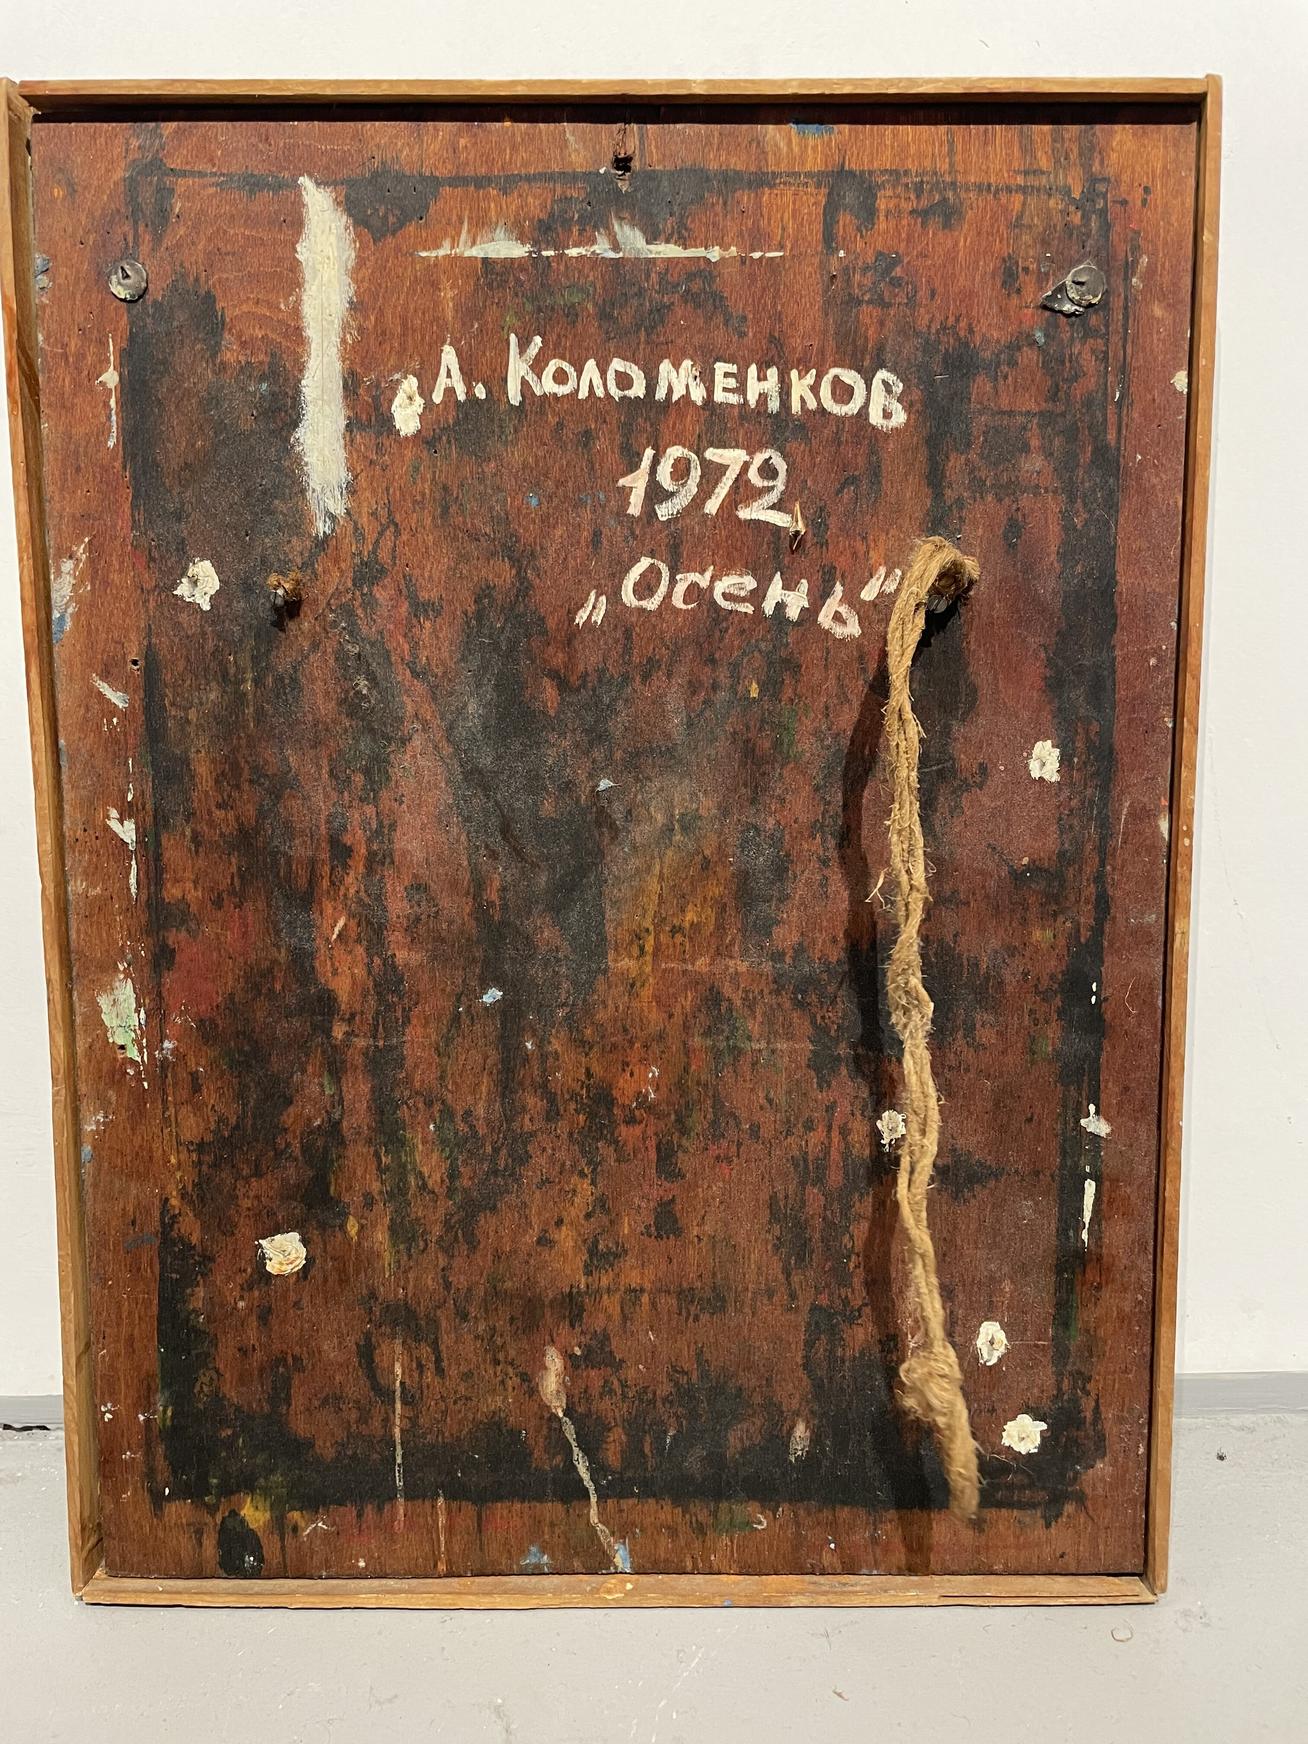 А. Коломенков
1972
„Осень"